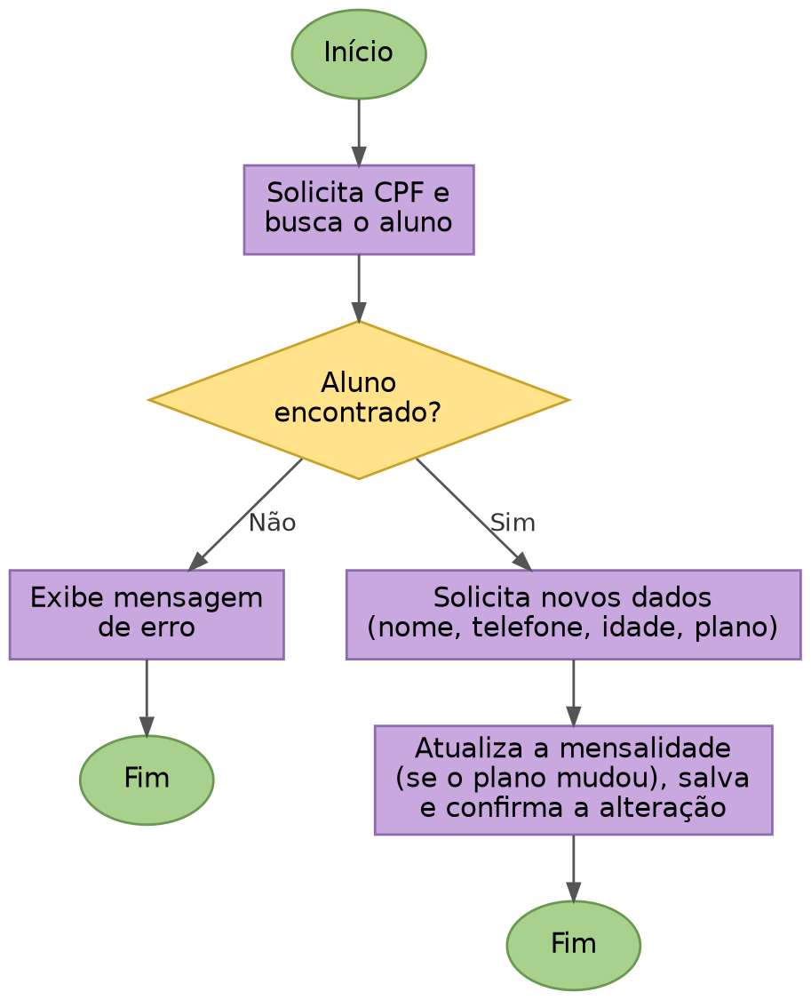 Início
Solicita CPF e
busca o aluno
Aluno
encontrado?
Não
Sim
Exibe mensagem
de erro
Solicita novos dados
(nome, telefone, idade, plano)
Atualiza a mensalidade
(se o plano mudou), salva
e confirma a alteração
Fim
Fim